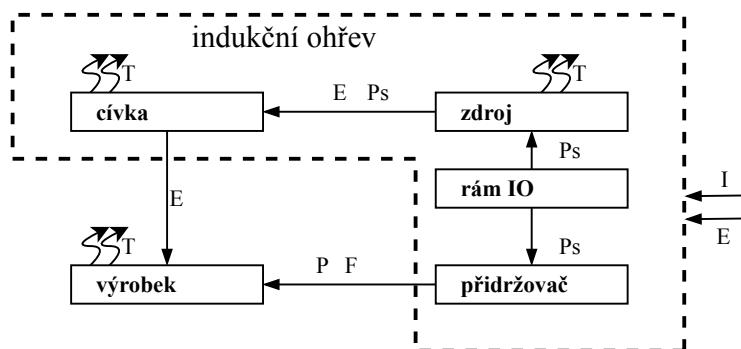 indukční ohřev
T
T
cívka
E Ps
zdroj
Ps
rám IO
I
E
E
Ps
T
P F
výrobek
přidržovač